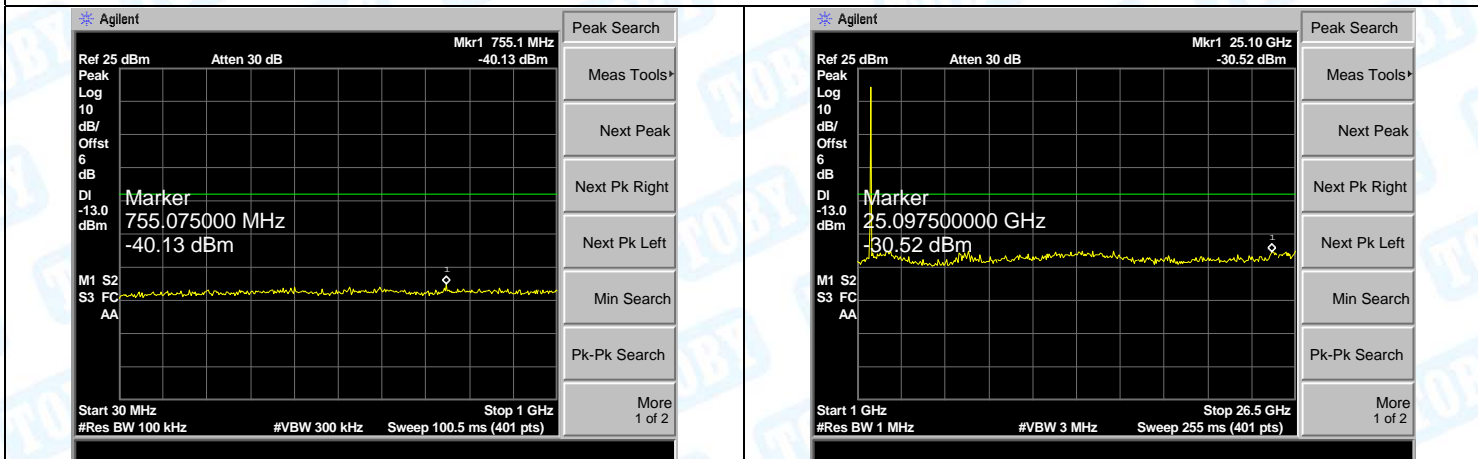 Agilent
Peak Search
Mkr1 755.1 MHz
Ref 25 dBm Atten 30 dB -40.13 dBm
Peak
Log
10
dB/
Offst
6
dB
DI
-13.0
dBm
Marker
755.075000 MHz
-40.13 dBm
1
M1 S2
S3 FC
AA
Start 30 MHz Stop 1 GHz
#Res BW 100 kHz #VBW 300 kHz Sweep 100.5 ms (401 pts)
Meas Tools
Next Peak
Next Pk Right
Next Pk Left
Min Search
Pk-Pk Search
More
1 of 2
Agilent
Peak Search
Mkr1 25.10 GHz
Ref 25 dBm Atten 30 dB -30.52 dBm
Peak
Log
10
dB/
Offst
6
dB
DI
-13.0
dBm
Marker
25.097500000 GHz
-30.52 dBm
1
M1 S2
S3 FC
AA
Start 1 GHz Stop 26.5 GHz
#Res BW 1 MHz #VBW 3 MHz Sweep 255 ms (401 pts)
Meas Tools
Next Peak
Next Pk Right
Next Pk Left
Min Search
Pk-Pk Search
More
1 of 2
TOBY